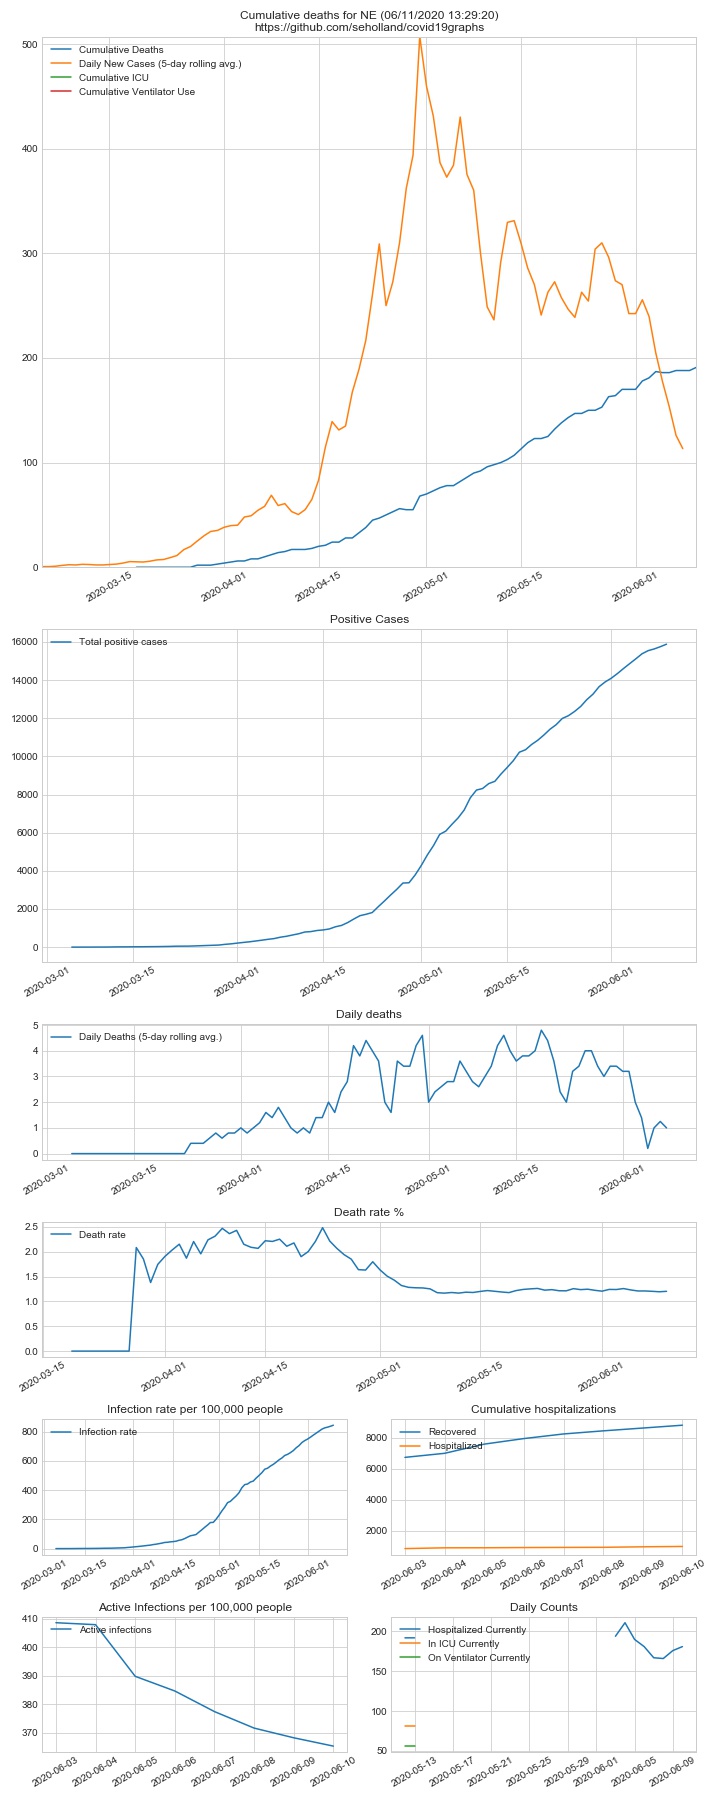 Cumulative deaths for NE (06/11/2020 13:29:20)
https://github.com/seholland/covid19graphs
Cumulative Deaths
Daily New Cases (5-day rolling avg.)
Cumulative ICU
Cumulative Ventilator Use
500
400
300
200
100
0
2020-03-15 2020-04-01 2020-04-15 2020-05-01 2020-05-15 2020-06-01
Positive Cases
Total positive cases
16000
14000
12000
10000
8000
6000
4000
2000
0
2020-03-01 2020-03-15 2020-04-01 2020-04-15 2020-05-01 2020-05-15 2020-06-01
Daily deaths
Daily Deaths (5-day rolling avg.)
5
4
3
2
1
0
2020-03-01 2020-03-15 2020-04-01 2020-04-15 2020-05-01 2020-05-15 2020-06-01
Death rate %
Death rate
2.5
2.0
1.5
1.0
0.5
0.0
2020-03-15 2020-04-01 2020-04-15 2020-05-01 2020-05-15 2020-06-01
Infection rate per 100,000 people
Infection rate
800
600
400
200
0
2020-03-01 2020-03-15 2020-04-01 2020-04-15 2020-05-01 2020-05-15 2020-06-01
Cumulative hospitalizations
Recovered
Hospitalized
8000
6000
4000
2000
2020-06-03 2020-06-04 2020-06-05 2020-06-06 2020-06-07 2020-06-08 2020-06-09 2020-06-10
Active Infections per 100,000 people
Active infections
410
400
390
380
370
2020-06-03 2020-06-04 2020-06-05 2020-06-06 2020-06-07 2020-06-08 2020-06-09 2020-06-10
Daily Counts
Hospitalized Currently
In ICU Currently
On Ventilator Currently
200
150
100
50
2020-05-13 2020-05-17 2020-05-21 2020-05-25 2020-05-29 2020-06-01 2020-06-05 2020-06-09